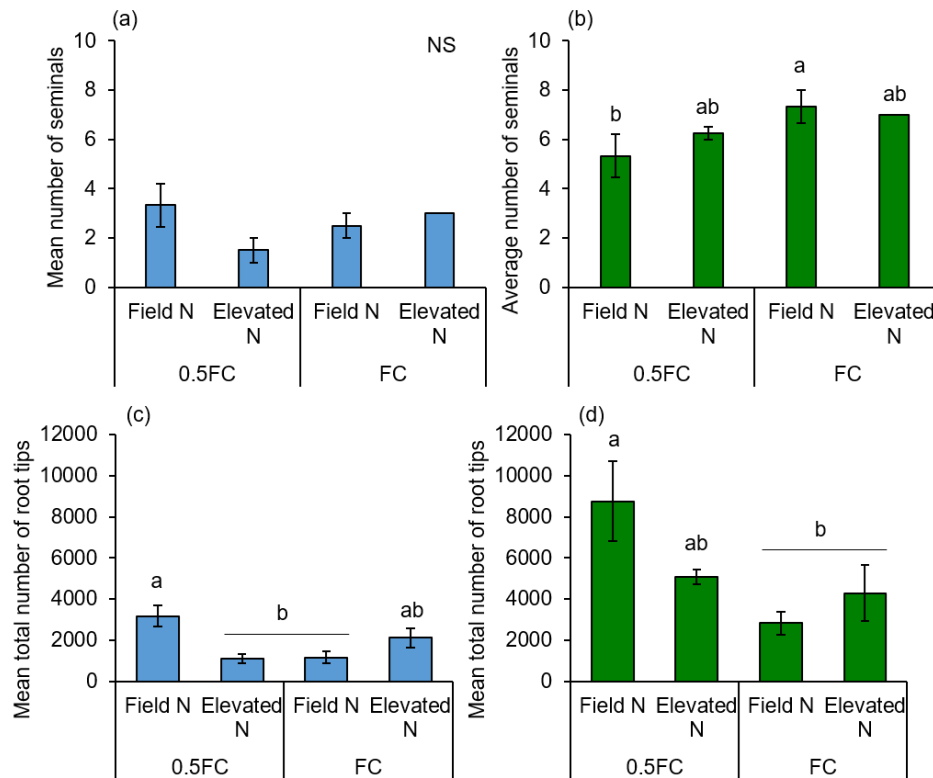 (a)
Mean number of seminals
10
8
6
4
2
0
NS
Field N
Elevated
N
Field N
Elevated
N
0.5FC
FC
(b)
Average number of seminals
10
8
6
4
2
0
b
ab
a
ab
Field N
Elevated
N
Field N
Elevated
N
0.5FC
FC
(c)
Mean total number of root tips
12000
10000
8000
6000
4000
2000
0
a
b
ab
Field N
Elevated
N
Field N
Elevated
N
0.5FC
FC
(d)
Mean total number of root tips
12000
10000
8000
6000
4000
2000
0
a
ab
b
Field N
Elevated
N
Field N
Elevated
N
0.5FC
FC